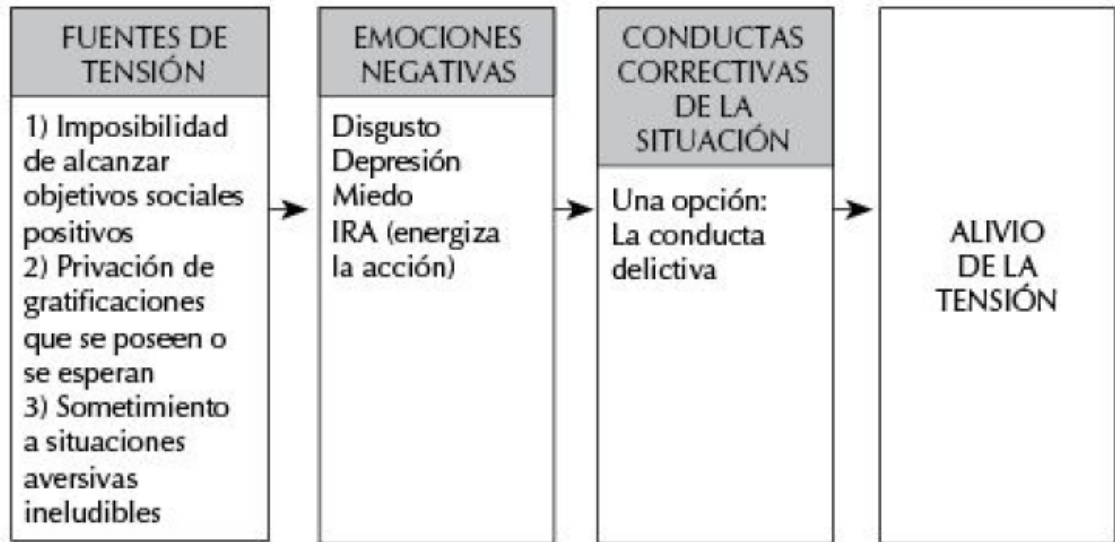 FUENTES DE
TENSIÓN
1) Imposibilidad
de alcanzar
objetivos sociales
positivos
2) Privación de
gratificaciones
que se poseen o
se esperan
3) Sometimiento
a situaciones
aversivas
ineludibles
EMOCIONES
NEGATIVAS
Disgusto
Depresión
Miedo
IRA (energiza
la acción)
CONDUCTAS
CORRECTIVAS
DE LA
SITUACIÓN
Una opción:
La conducta
delictiva
ALIVIO
DE LA
TENSIÓN